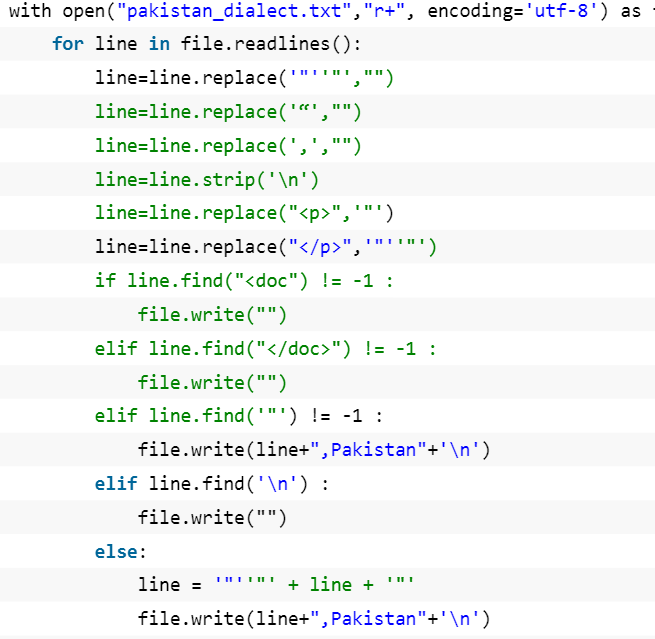 with open("pakistan_dialect.txt","r+", encoding='utf-8') as
    for line in file.readlines():
        line=line.replace('"''"',"")
        line=line.replace('“',"")
        line=line.replace(',',"")
        line=line.strip('\n')
        line=line.replace("<p>",'"')
        line=line.replace("</p>",'"''"')
        if line.find("<doc") != -1 :
            file.write("")
        elif line.find("</doc>") != -1 :
            file.write("")
        elif line.find('"') != -1 :
            file.write(line+",Pakistan"+'\n')
        elif line.find('\n') :
            file.write("")
        else:
            line = '"''"' + line + '"'
            file.write(line+",Pakistan"+'\n')